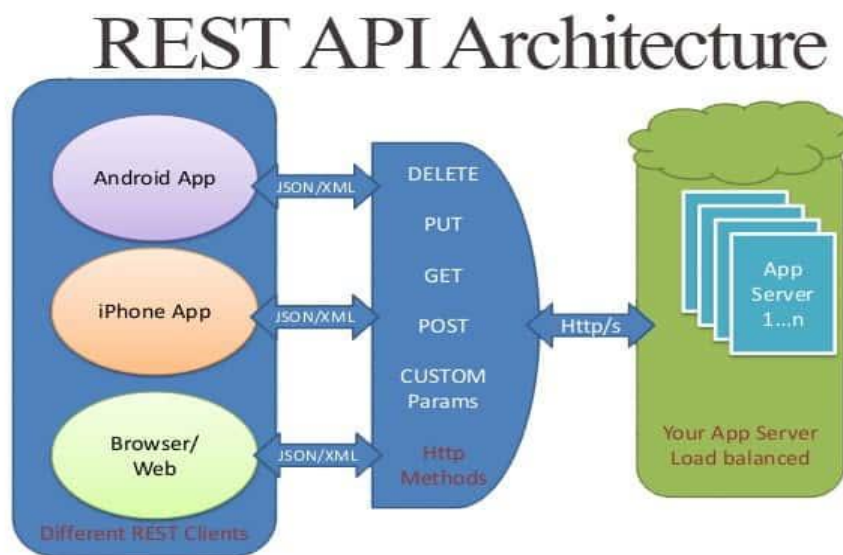 REST API Architecture
Android App
iPhone App
Browser/
Web
Different REST Clients
JSON/XML
JSON/XML
JSON/XML
DELETE
PUT
GET
POST
CUSTOM
Params
Http
Methods
Http/s
App
Server
1...n
Your App Server
Load balanced